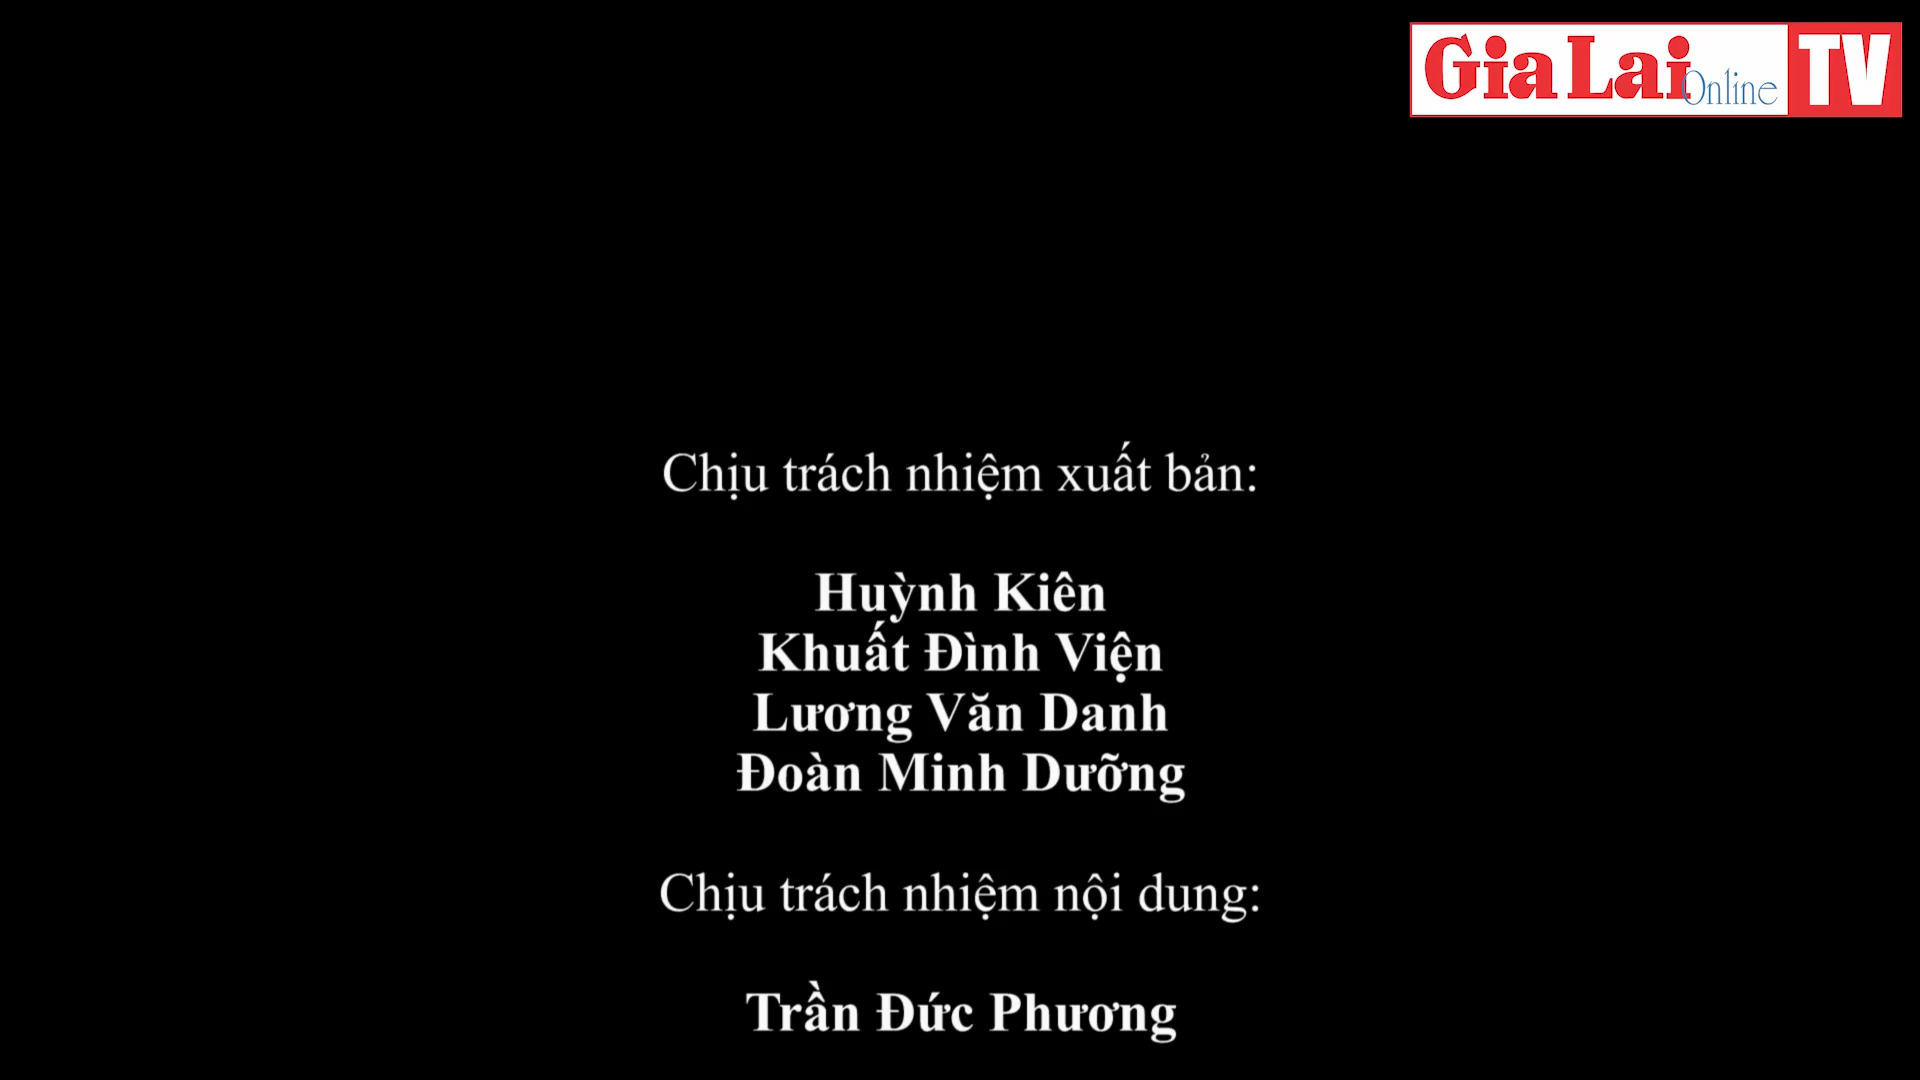 Gia Lai Online TV
Chịu trách nhiệm xuất bản:
Huỳnh Kiên
Khuất Đình Viện
Lương Văn Danh
Đoàn Minh Dưỡng
Chịu trách nhiệm nội dung:
Trần Đức Phương